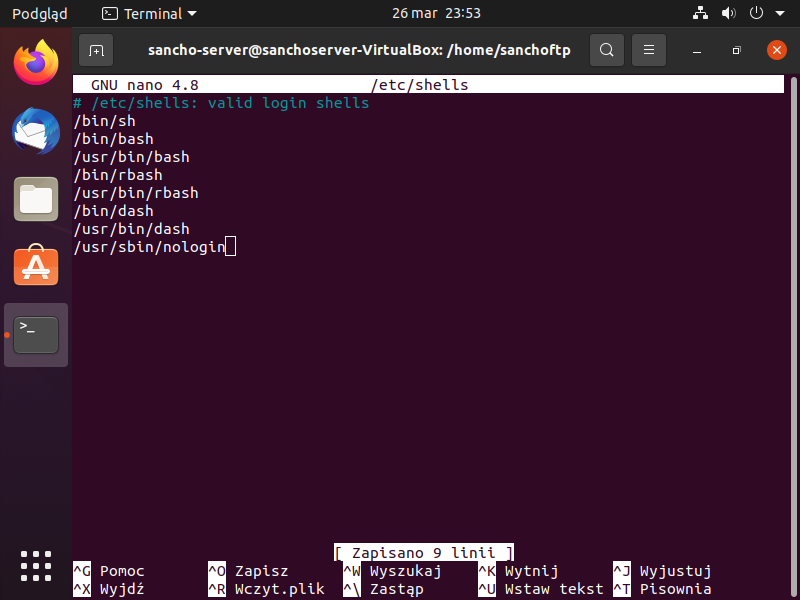 Podgląd Terminal 26 mar 23:53
sancho-server@sanchoserver-VirtualBox: /home/sanchoftp
GNU nano 4.8 /etc/shells
# /etc/shells: valid login shells
/bin/sh
/bin/bash
/usr/bin/bash
/bin/rbash
/usr/bin/rbash
/bin/dash
/usr/bin/dash
/usr/sbin/nologin
[ Zapisano 9 linii ]
^G Pomoc ^O Zapisz ^W Wyszukaj ^K Wytnij ^J Wyjustuj
^X Wyjdź ^R Wczyt.plik ^\ Zastąp ^U Wstaw tekst ^T Pisownia